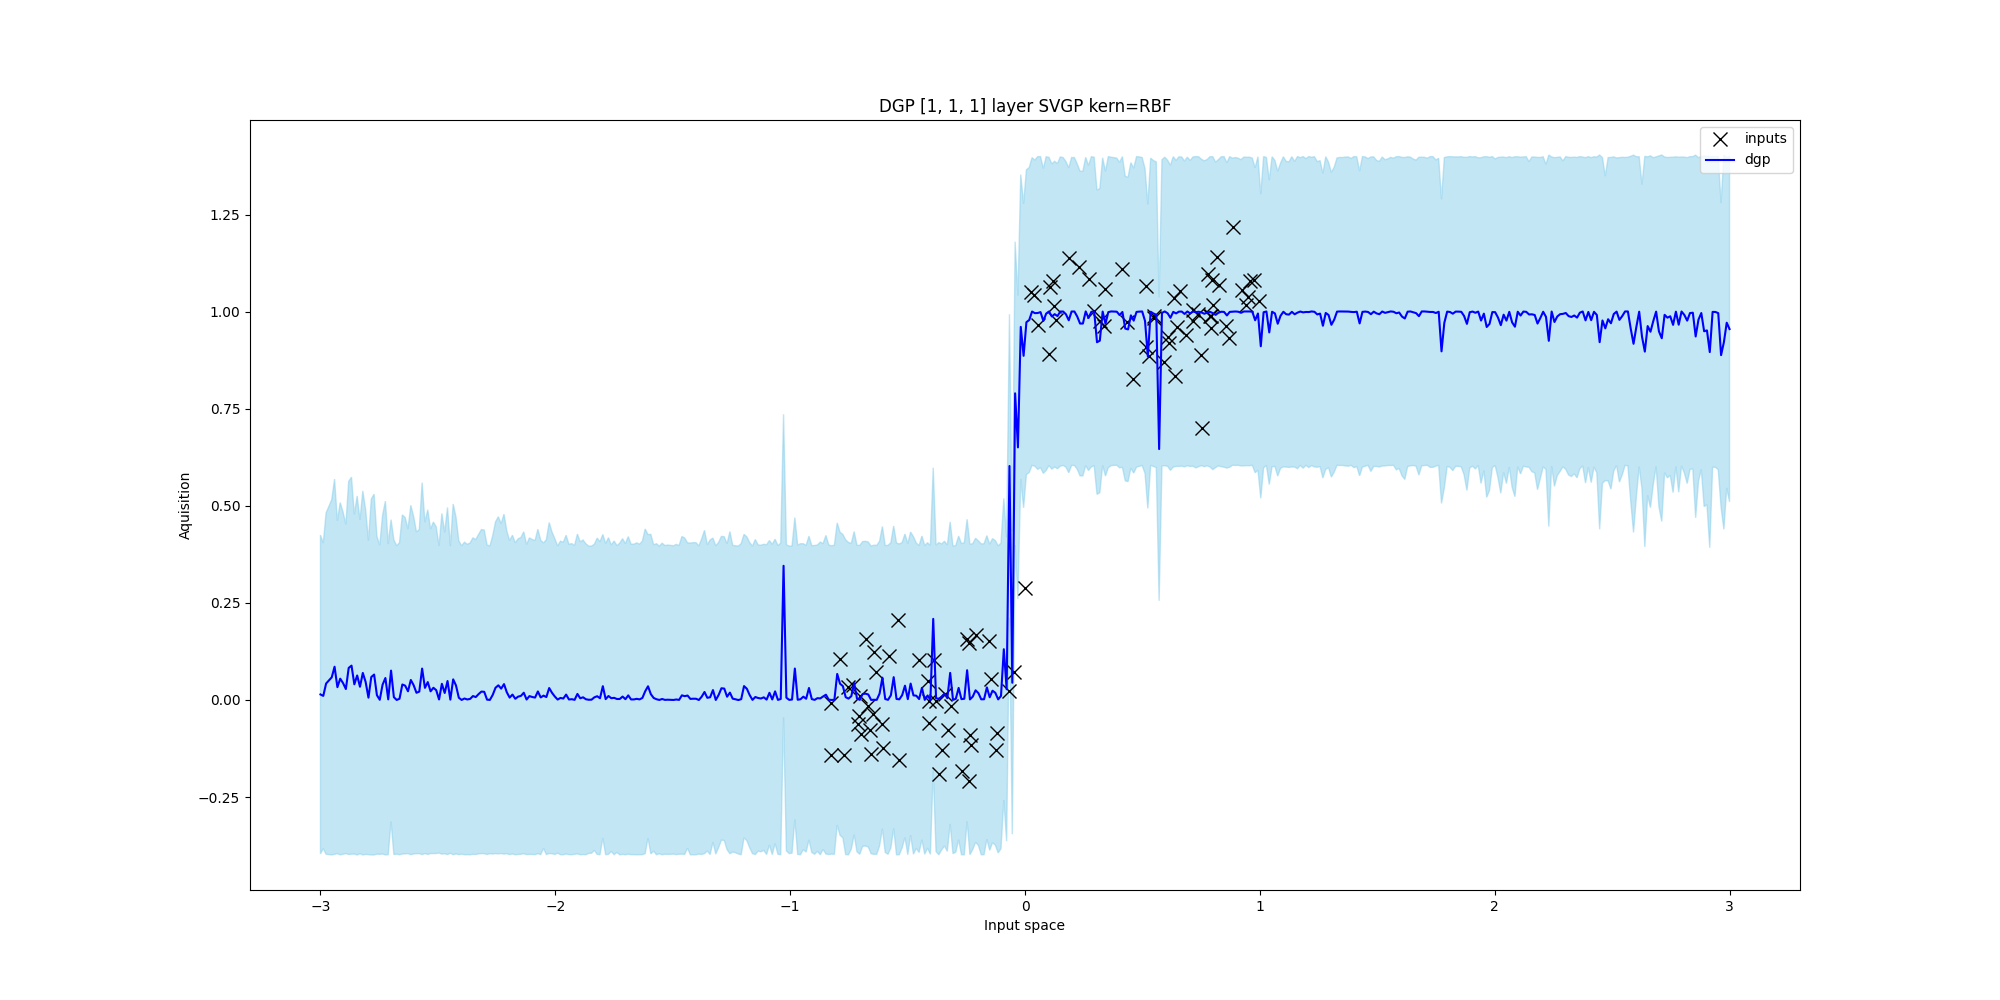 DGP [1, 1, 1] layer SVGP kern=RBF
inputs
dgp
1.25
1.00
0.75
0.50
0.25
0.00
−0.25
Aquisition
−3 −2 −1 0 1 2 3
Input space